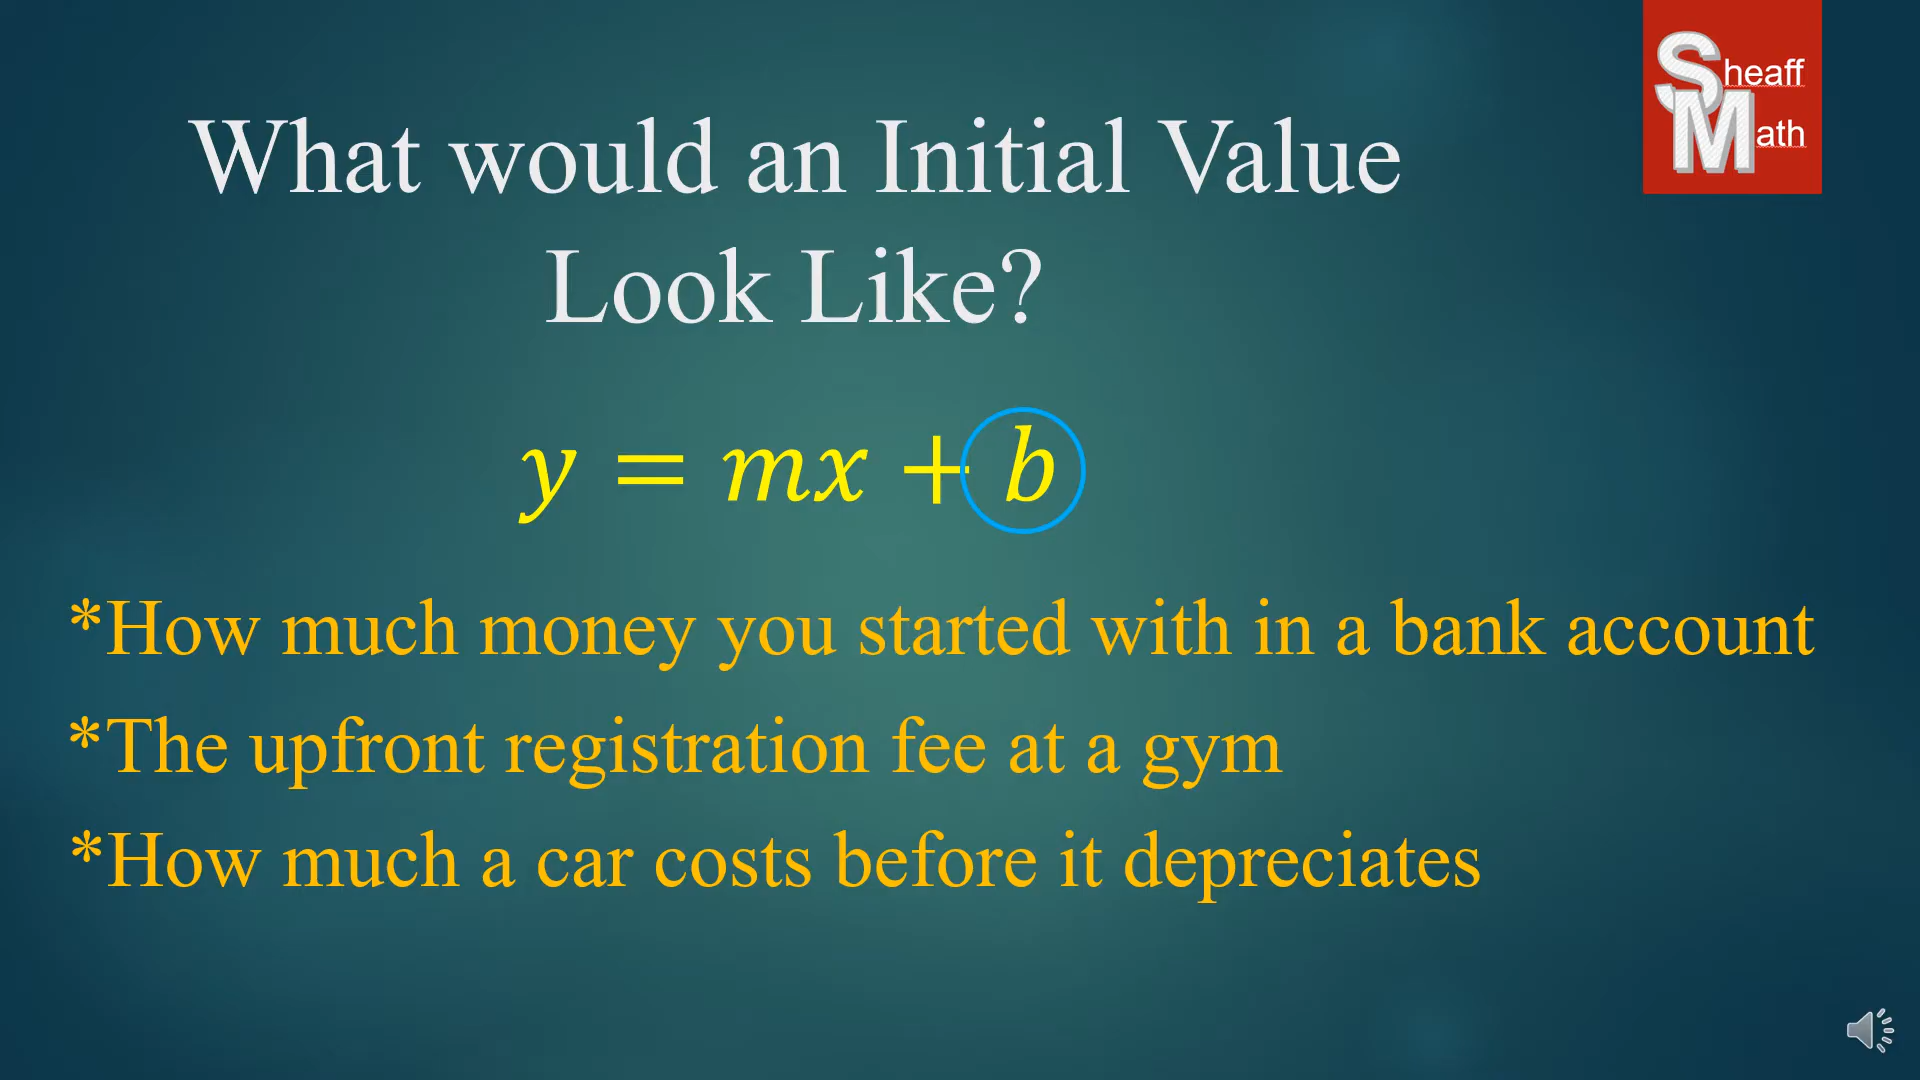 Sheaff
Math
What would an Initial Value
Look Like?
y = mx + b
*How much money you started with in a bank account
*The upfront registration fee at a gym
*How much a car costs before it depreciates